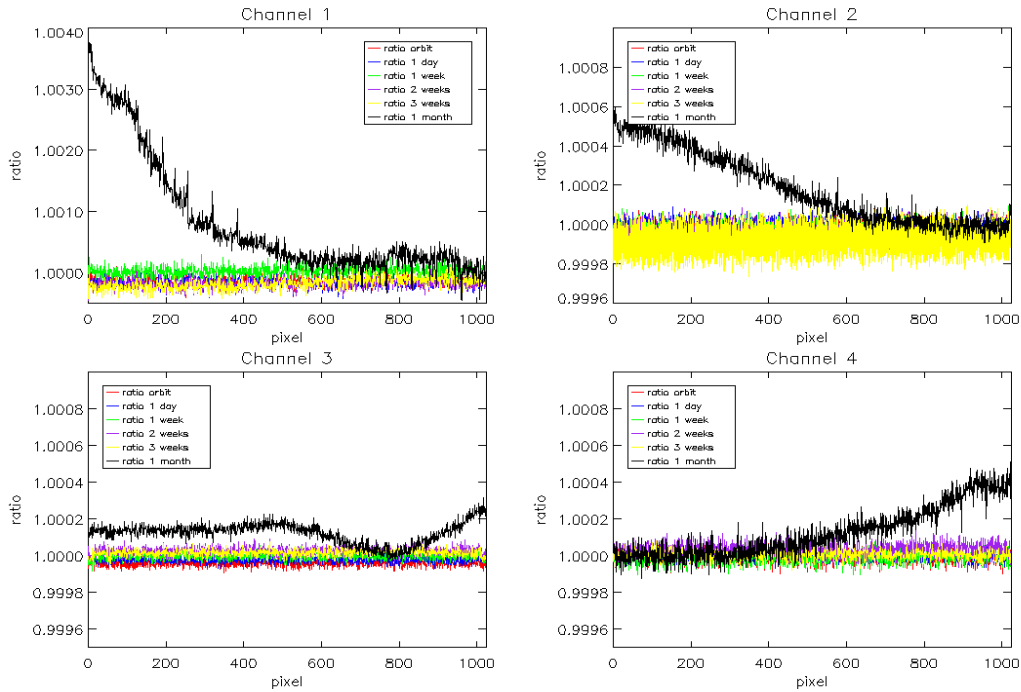 Channel 1
1.0040
1.0030
1.0020
1.0010
1.0000
ratio
ratio orbit
ratio 1 day
ratio 1 week
ratio 2 weeks
ratio 3 weeks
ratio 1 month
0 200 400 600 800 1000
pixel
Channel 2
1.0008
1.0006
1.0004
1.0002
1.0000
0.9998
0.9996
ratio
ratio orbit
ratio 1 day
ratio 1 week
ratio 2 weeks
ratio 3 weeks
ratio 1 month
0 200 400 600 800 1000
pixel
Channel 3
1.0008
1.0006
1.0004
1.0002
1.0000
0.9998
0.9996
ratio
ratio orbit
ratio 1 day
ratio 1 week
ratio 2 weeks
ratio 3 weeks
ratio 1 month
0 200 400 600 800 1000
pixel
Channel 4
1.0008
1.0006
1.0004
1.0002
1.0000
0.9998
0.9996
ratio
ratio orbit
ratio 1 day
ratio 1 week
ratio 2 weeks
ratio 3 weeks
ratio 1 month
0 200 400 600 800 1000
pixel